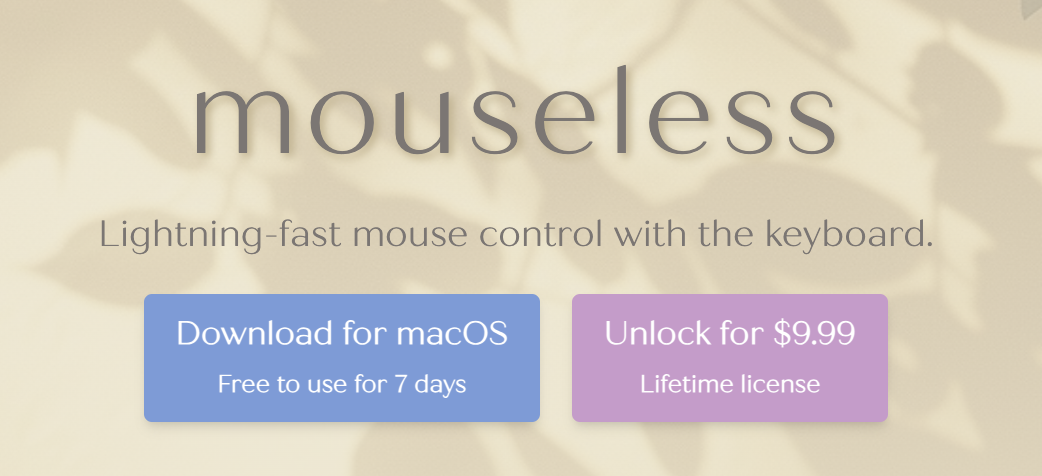 mouseless
Lightning-fast mouse control with the keyboard.
Download for macOS
Free to use for 7 days
Unlock for $9.99
Lifetime license